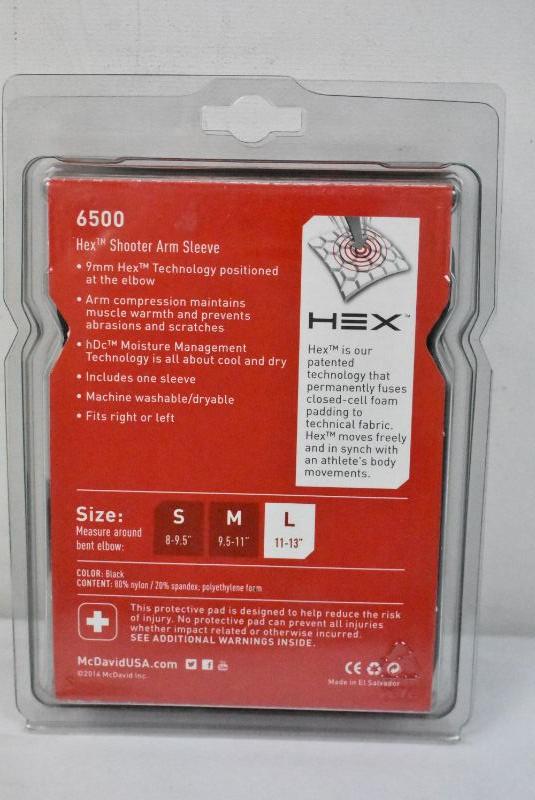 6500
Hex™ Shooter Arm Sleeve
• 9mm Hex™ Technology positioned
at the elbow
• Arm compression maintains
muscle warmth and prevents
abrasions and scratches
• hDc™ Moisture Management
Technology is all about cool and dry
• Includes one sleeve
• Machine washable/dryable
• Fits right or left
HEX™
Hex™ is our
patented
technology that
permanently fuses
closed-cell foam
padding to
technical fabric.
Hex™ moves freely
and in synch with
an athlete's body
movements.
Size:
Measure around
bent elbow:
S
8-9.5"
M
9.5-11"
L
11-13"
COLOR: Black
CONTENT: 80% nylon / 20% spandex; polyethylene form
This protective pad is designed to help reduce the risk
of injury. No protective pad can prevent all injuries
whether impact related or otherwise incurred.
SEE ADDITIONAL WARNINGS INSIDE.
McDavidUSA.com
©2014 McDavid Inc.
CE
Made in El Salvador